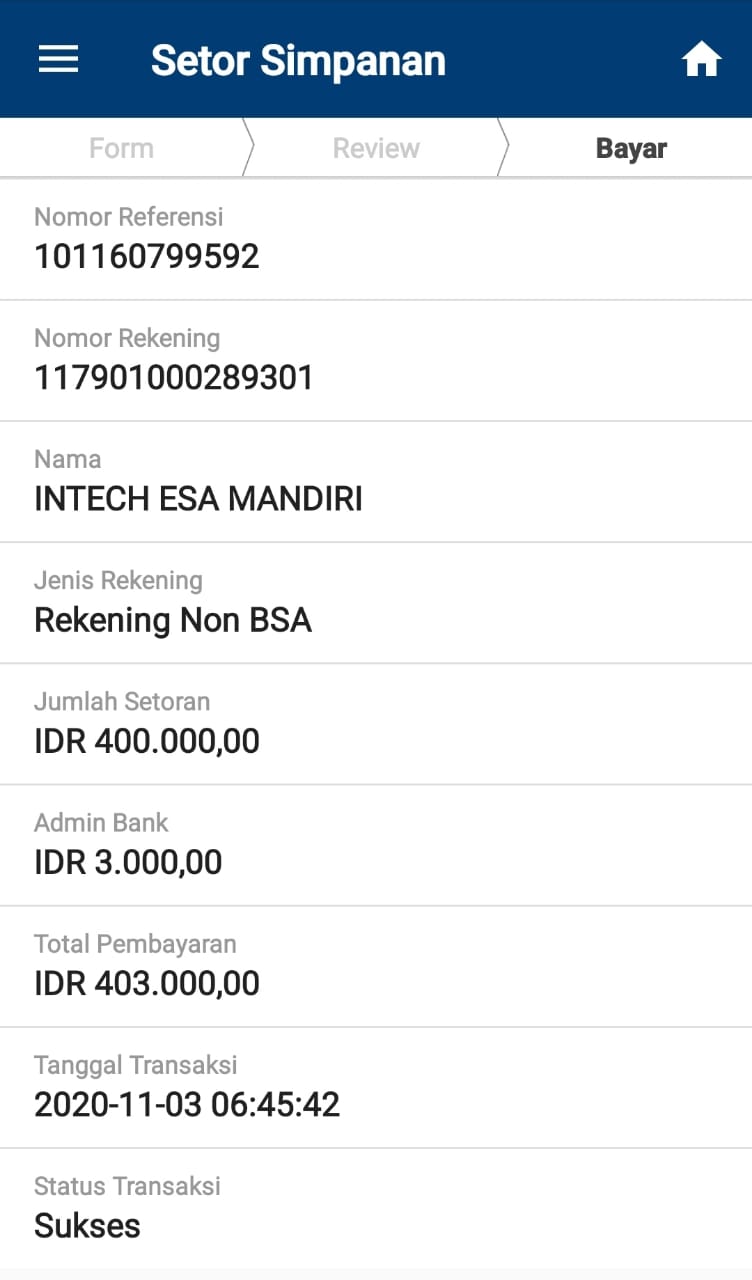 Setor Simpanan
Form
Review
Bayar
Nomor Referensi
101160799592
Nomor Rekening
117901000289301
Nama
INTECH ESA MANDIRI
Jenis Rekening
Rekening Non BSA
Jumlah Setoran
IDR 400.000,00
Admin Bank
IDR 3.000,00
Total Pembayaran
IDR 403.000,00
Tanggal Transaksi
2020-11-03 06:45:42
Status Transaksi
Sukses